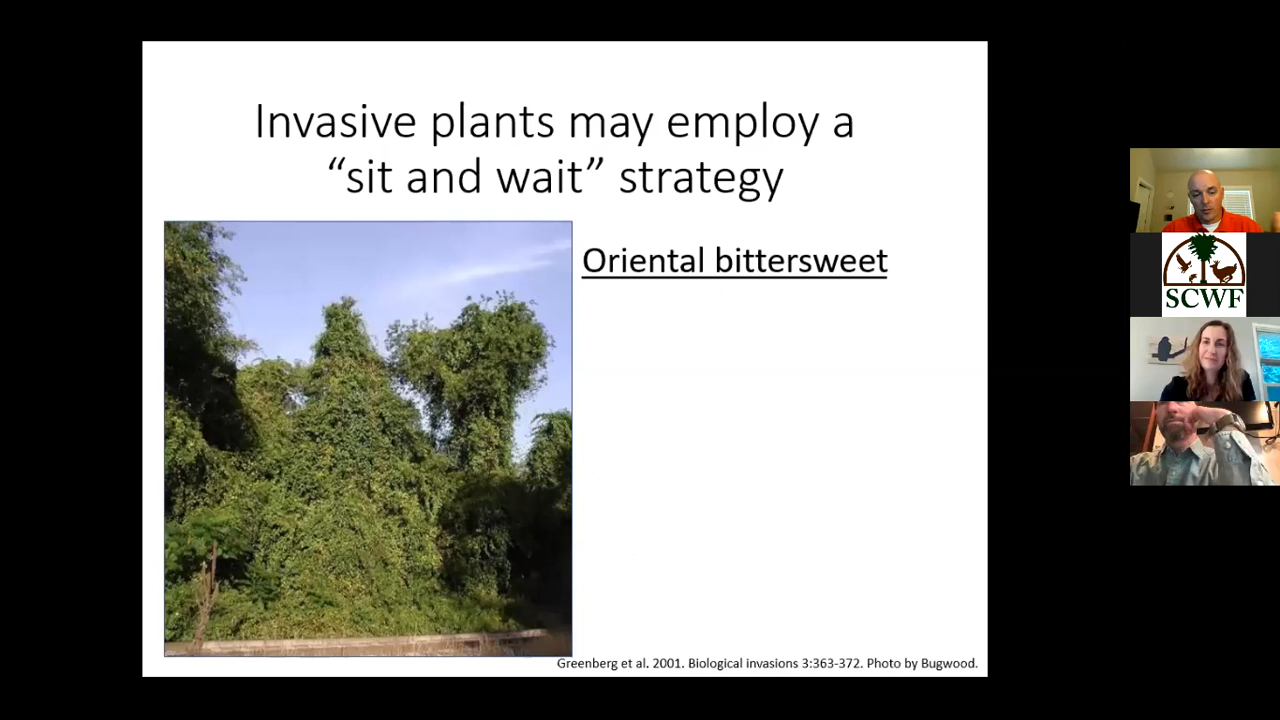 Invasive plants may employ a
“sit and wait” strategy
Oriental bittersweet
Greenberg et al. 2001. Biological invasions 3:363-372. Photo by Bugwood.
SCWF